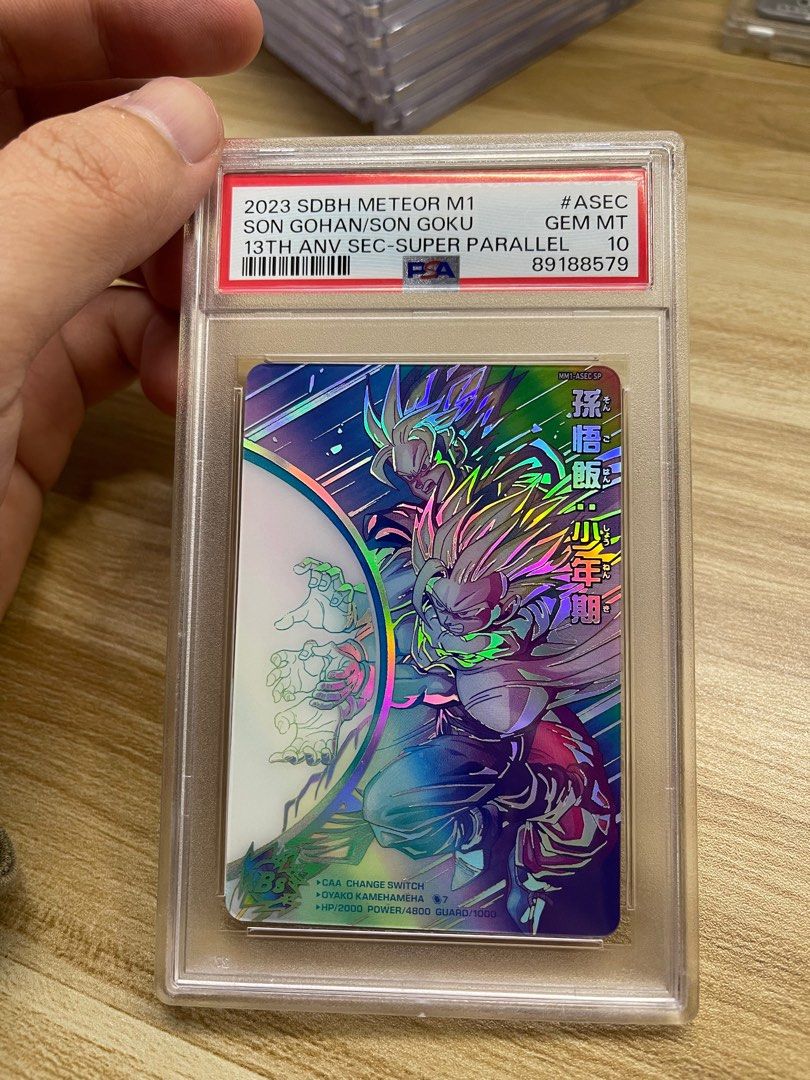 2023 SDBH METEOR M1 #ASEC
SON GOHAN/SON GOKU GEM MT
13TH ANV SEC-SUPER PARALLEL 10
PSA 89188579
MM1-ASEC SP
孫悟飯:少年期
そんごはんしょうねんき
▸CAA CHANGE SWITCH
▸OYAKO KAMEHAMEHA 7
▸HP/2000 POWER/4800 GUARD/1000